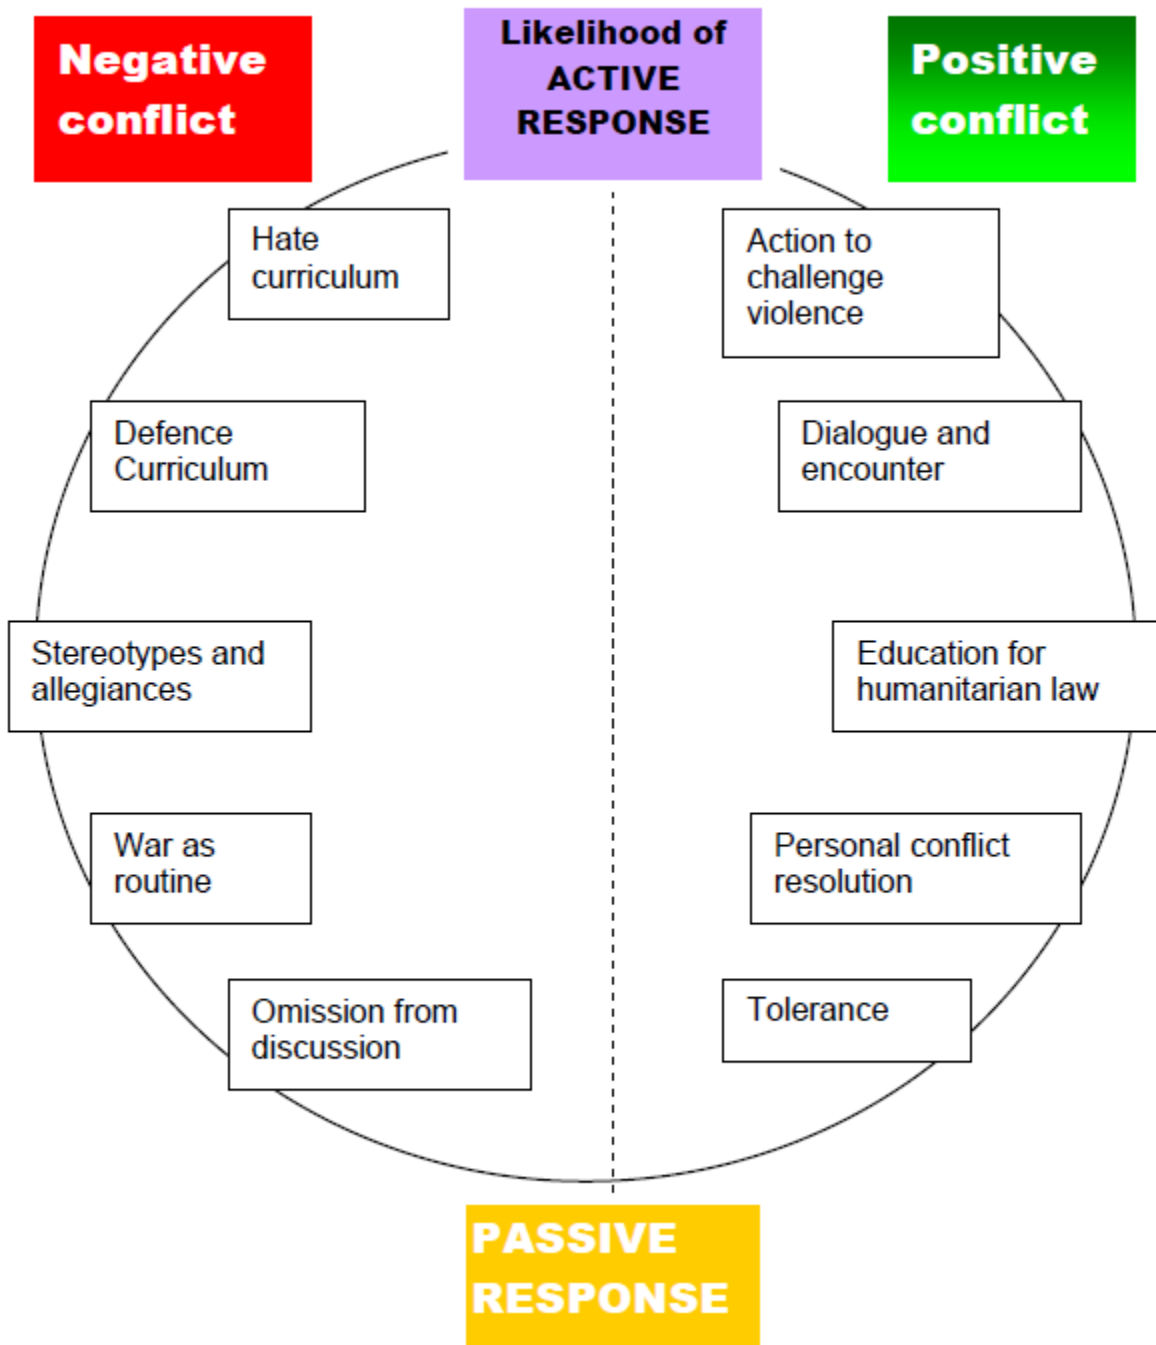 Negative
conflict
Likelihood of
ACTIVE
RESPONSE
Positive
conflict
Hate
curriculum
Action to
challenge
violence
Defence
Curriculum
Dialogue and
encounter
Stereotypes and
allegiances
Education for
humanitarian law
War as
routine
Personal conflict
resolution
Omission from
discussion
Tolerance
PASSIVE
RESPONSE